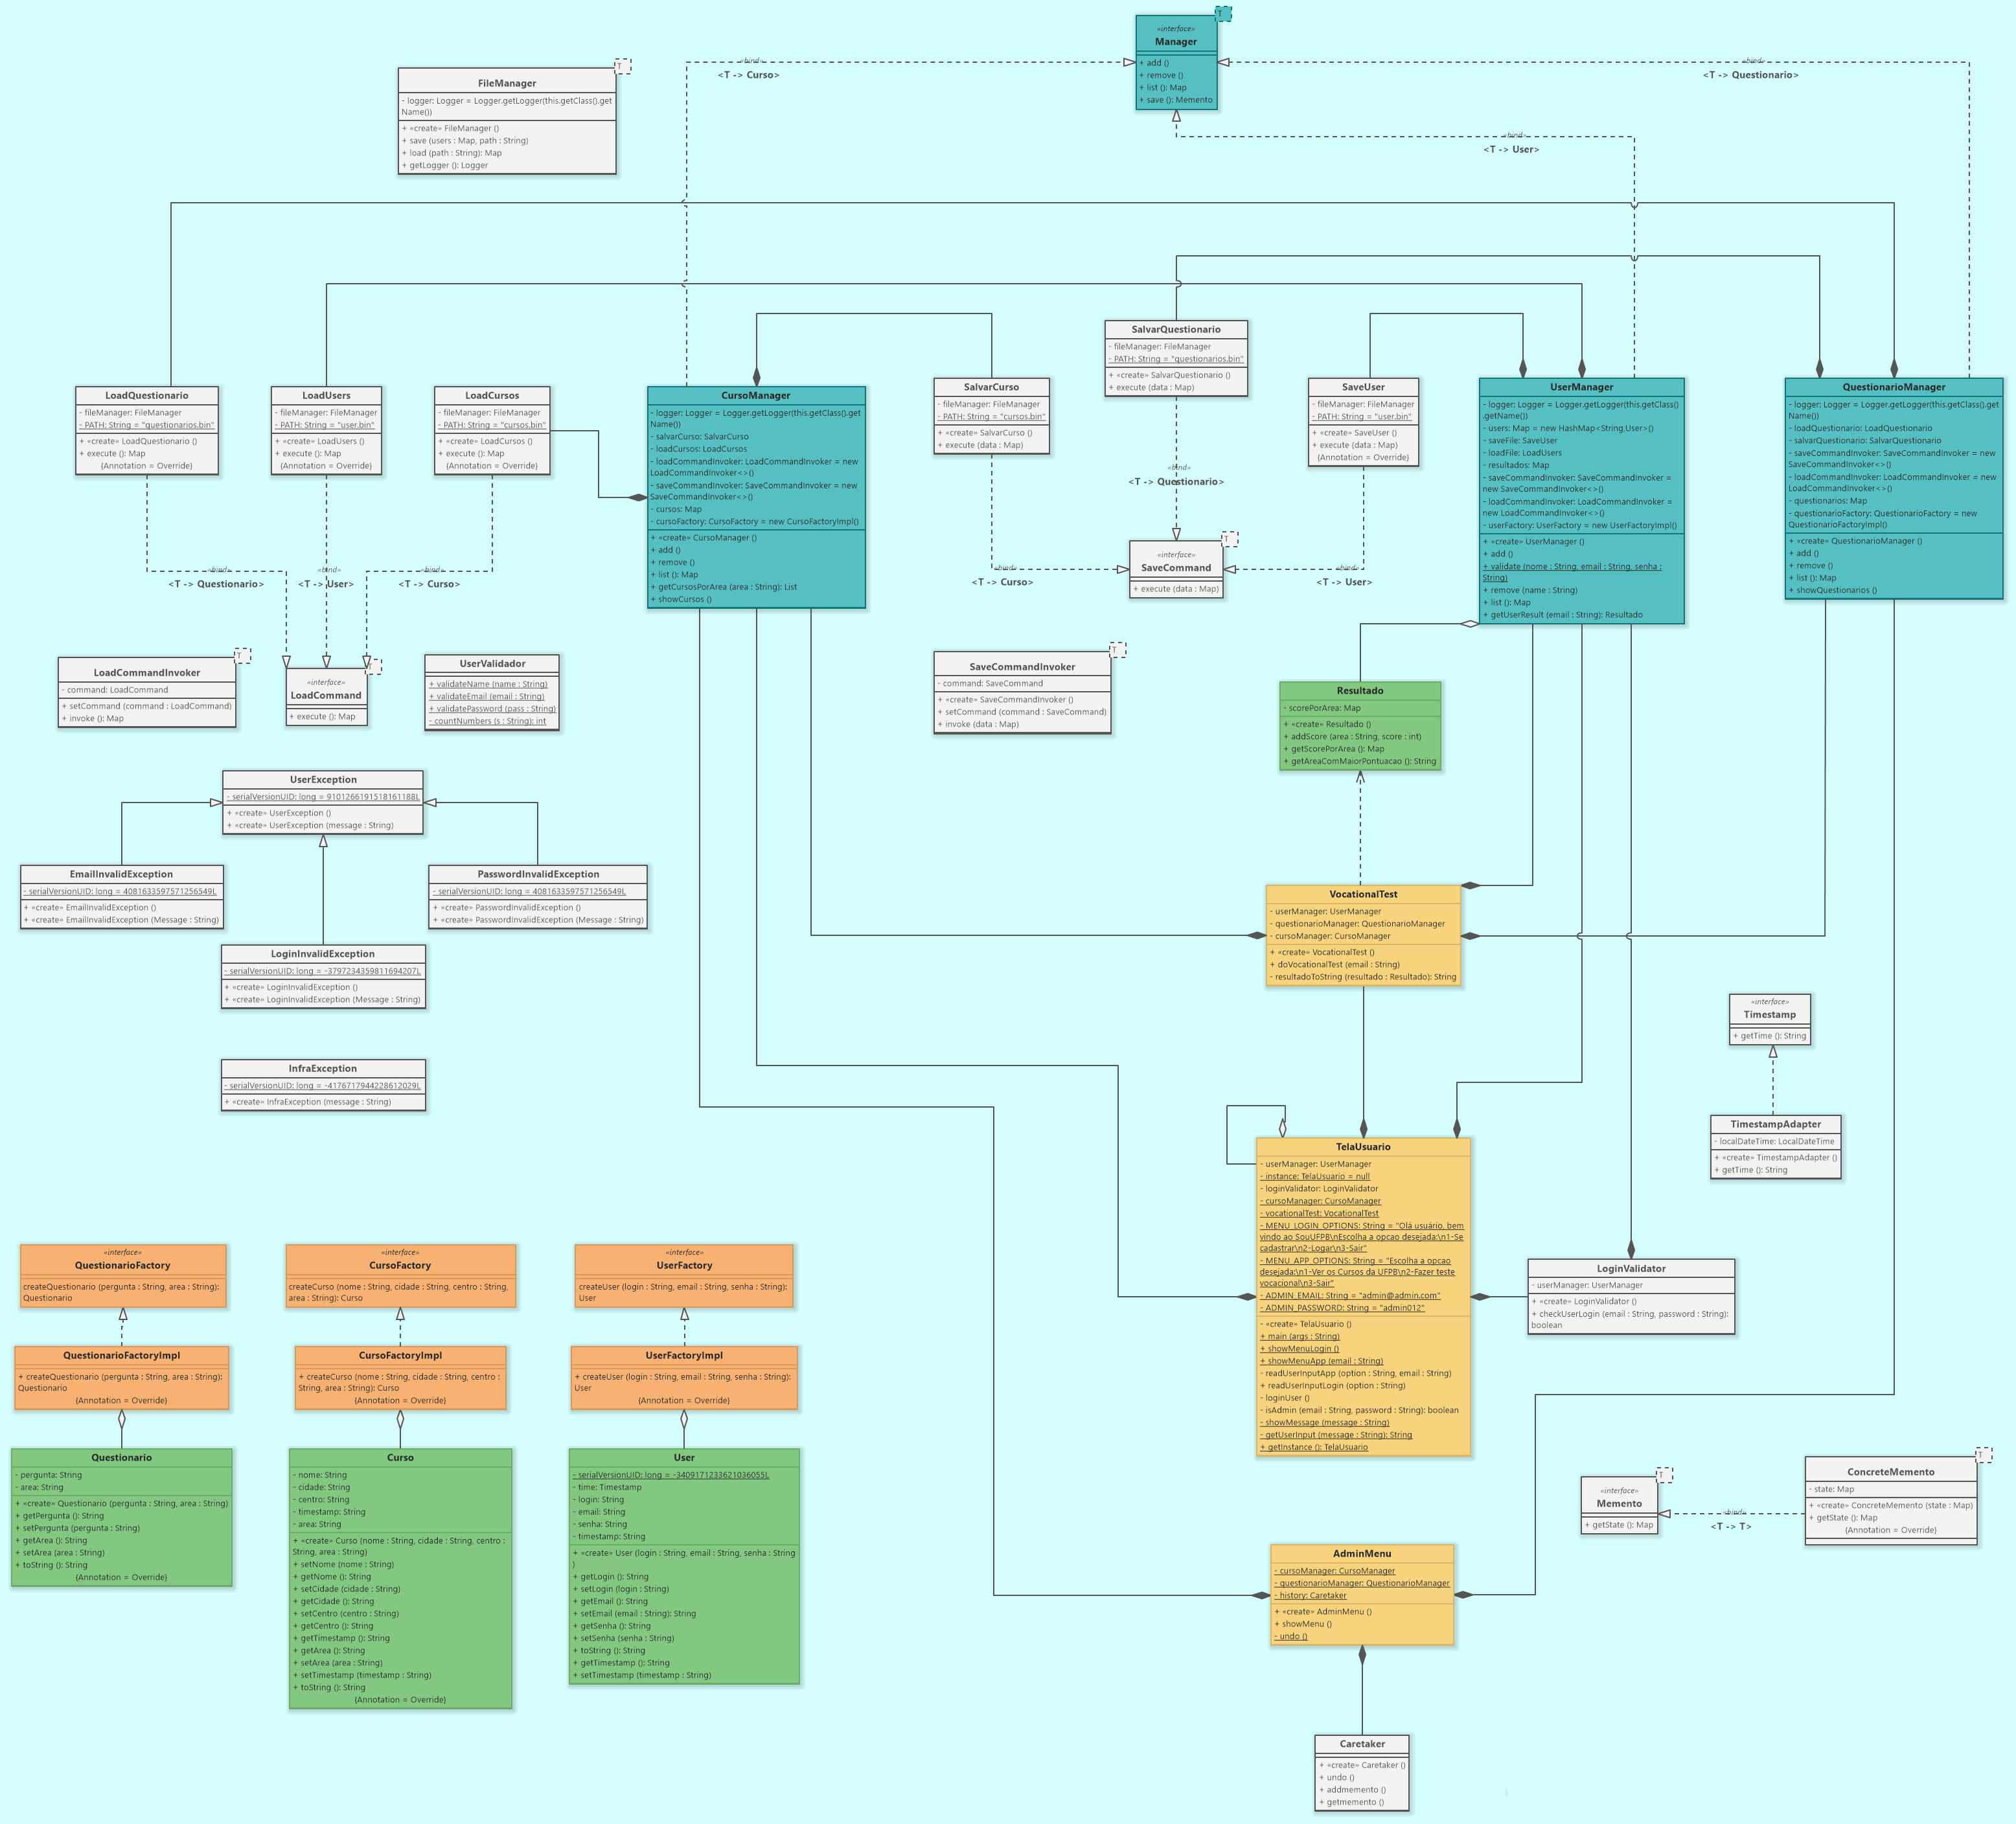 T
«interface»
Manager
+ add ()
+ remove ()
+ list (): Map
+ save (): Memento
«bind»
<T -> Curso>
«bind»
<T -> Questionario>
«bind»
<T -> User>
T
FileManager
- logger: Logger = Logger.getLogger(this.getClass().get
Name())
+ «create» FileManager ()
+ save (users : Map, path : String)
+ load (path : String): Map
+ getLogger (): Logger
LoadQuestionario
- fileManager: FileManager
- PATH: String = "questionarios.bin"
+ «create» LoadQuestionario ()
+ execute (): Map
{Annotation = Override}
LoadUsers
- fileManager: FileManager
- PATH: String = "user.bin"
+ «create» LoadUsers ()
+ execute (): Map
{Annotation = Override}
LoadCursos
- fileManager: FileManager
- PATH: String = "cursos.bin"
+ «create» LoadCursos ()
+ execute (): Map
{Annotation = Override}
CursoManager
- logger: Logger = Logger.getLogger(this.getClass().get
Name())
- salvarCurso: SalvarCurso
- loadCursos: LoadCursos
- loadCommandInvoker: LoadCommandInvoker = new
LoadCommandInvoker<>()
- saveCommandInvoker: SaveCommandInvoker = new
SaveCommandInvoker<>()
- cursos: Map
- cursoFactory: CursoFactory = new CursoFactoryImpl()
+ «create» CursoManager ()
+ add ()
+ remove ()
+ list (): Map
+ getCursosPorArea (area : String): List
+ showCursos ()
SalvarCurso
- fileManager: FileManager
- PATH: String = "cursos.bin"
+ «create» SalvarCurso ()
+ execute (data : Map)
SalvarQuestionario
- fileManager: FileManager
- PATH: String = "questionarios.bin"
+ «create» SalvarQuestionario ()
+ execute (data : Map)
SaveUser
- fileManager: FileManager
- PATH: String = "user.bin"
+ «create» SaveUser ()
+ execute (data : Map)
{Annotation = Override}
UserManager
- logger: Logger = Logger.getLogger(this.getClass()
.getName())
- users: Map = new HashMap<String,User>()
- saveFile: SaveUser
- loadFile: LoadUsers
- resultados: Map
- saveCommandInvoker: SaveCommandInvoker =
new SaveCommandInvoker<>()
- loadCommandInvoker: LoadCommandInvoker =
new LoadCommandInvoker<>()
- userFactory: UserFactory = new UserFactoryImpl()
+ «create» UserManager ()
+ add ()
+ validate (nome : String, email : String, senha :
String)
+ remove (name : String)
+ list (): Map
+ getUserResult (email : String): Resultado
QuestionarioManager
- logger: Logger = Logger.getLogger(this.getClass().get
Name())
- loadQuestionario: LoadQuestionario
- salvarQuestionario: SalvarQuestionario
- saveCommandInvoker: SaveCommandInvoker = new
SaveCommandInvoker<>()
- loadCommandInvoker: LoadCommandInvoker = new
LoadCommandInvoker<>()
- questionarios: Map
- questionarioFactory: QuestionarioFactory = new
QuestionarioFactoryImpl()
+ «create» QuestionarioManager ()
+ add ()
+ remove ()
+ list (): Map
+ showQuestionarios ()
«bind»
<T -> Questionario>
«bind»
<T -> User>
«bind»
<T -> Curso>
«bind»
<T -> Questionario>
«bind»
<T -> Curso>
«bind»
<T -> User>
T
«interface»
SaveCommand
+ execute (data : Map)
T
LoadCommandInvoker
- command: LoadCommand
+ setCommand (command : LoadCommand)
+ invoke (): Map
T
«interface»
LoadCommand
+ execute (): Map
UserValidador
+ validateName (name : String)
+ validateEmail (email : String)
+ validatePassword (pass : String)
- countNumbers (s : String): int
T
SaveCommandInvoker
- command: SaveCommand
+ «create» SaveCommandInvoker ()
+ setCommand (command : SaveCommand)
+ invoke (data : Map)
Resultado
- scorePorArea: Map
+ «create» Resultado ()
+ addScore (area : String, score : int)
+ getScorePorArea (): Map
+ getAreaComMaiorPontuacao (): String
UserException
- serialVersionUID: long = 9101266191518161188L
+ «create» UserException ()
+ «create» UserException (message : String)
EmailInvalidException
- serialVersionUID: long = 4081633597571256549L
+ «create» EmailInvalidException ()
+ «create» EmailInvalidException (Message : String)
PasswordInvalidException
- serialVersionUID: long = 4081633597571256549L
+ «create» PasswordInvalidException ()
+ «create» PasswordInvalidException (Message : String)
LoginInvalidException
- serialVersionUID: long = -3797234359811694207L
+ «create» LoginInvalidException ()
+ «create» LoginInvalidException (Message : String)
VocationalTest
- userManager: UserManager
- questionarioManager: QuestionarioManager
- cursoManager: CursoManager
+ «create» VocationalTest ()
+ doVocationalTest (email : String)
- resultadoToString (resultado : Resultado): String
InfraException
- serialVersionUID: long = -4176717944228612029L
+ «create» InfraException (message : String)
«interface»
Timestamp
+ getTime (): String
TimestampAdapter
- localDateTime: LocalDateTime
+ «create» TimestampAdapter ()
+ getTime (): String
TelaUsuario
- userManager: UserManager
- instance: TelaUsuario = null
- loginValidator: LoginValidator
- cursoManager: CursoManager
- vocationalTest: VocationalTest
- MENU_LOGIN_OPTIONS: String = "Olá usuário, bem
vindo ao SouUFPB\nEscolha a opcao desejada:\n1-Se
cadastrar\n2-Logar\n3-Sair"
- MENU_APP_OPTIONS: String = "Escolha a opcao
desejada:\n1-Ver os Cursos da UFPB\n2-Fazer teste
vocacional\n3-Sair"
- ADMIN_EMAIL: String = "admin@admin.com"
- ADMIN_PASSWORD: String = "admin012"
- «create» TelaUsuario ()
+ main (args : String)
+ showMenuLogin ()
+ showMenuApp (email : String)
- readUserInputApp (option : String, email : String)
+ readUserInputLogin (option : String)
- loginUser ()
- isAdmin (email : String, password : String): boolean
- showMessage (message : String)
- getUserInput (message : String): String
+ getInstance (): TelaUsuario
LoginValidator
- userManager: UserManager
+ «create» LoginValidator ()
+ checkUserLogin (email : String, password : String):
boolean
«interface»
QuestionarioFactory
createQuestionario (pergunta : String, area : String):
Questionario
«interface»
CursoFactory
createCurso (nome : String, cidade : String, centro : String,
area : String): Curso
«interface»
UserFactory
createUser (login : String, email : String, senha : String):
User
QuestionarioFactoryImpl
+ createQuestionario (pergunta : String, area : String):
Questionario
{Annotation = Override}
CursoFactoryImpl
+ createCurso (nome : String, cidade : String, centro :
String, area : String): Curso
{Annotation = Override}
UserFactoryImpl
+ createUser (login : String, email : String, senha : String):
User
{Annotation = Override}
Questionario
- pergunta: String
- area: String
+ «create» Questionario (pergunta : String, area : String)
+ getPergunta (): String
+ setPergunta (pergunta : String)
+ getArea (): String
+ setArea (area : String)
+ toString (): String
{Annotation = Override}
Curso
- nome: String
- cidade: String
- centro: String
- timestamp: String
- area: String
+ «create» Curso (nome : String, cidade : String, centro :
String, area : String)
+ setNome (nome : String)
+ getNome (): String
+ setCidade (cidade : String)
+ getCidade (): String
+ setCentro (centro : String)
+ getCentro (): String
+ getTimestamp (): String
+ getArea (): String
+ setArea (area : String)
+ setTimestamp (timestamp : String)
+ toString (): String
{Annotation = Override}
User
- serialVersionUID: long = -3409171233621036055L
- time: Timestamp
- login: String
- email: String
- senha: String
- timestamp: String
+ «create» User (login : String, email : String, senha : String
)
+ getLogin (): String
+ setLogin (login : String)
+ getEmail (): String
+ setEmail (email : String): String
+ getSenha (): String
+ setSenha (senha : String)
+ toString (): String
+ getTimestamp (): String
+ setTimestamp (timestamp : String)
T
«interface»
Memento
+ getState (): Map
«bind»
<T -> T>
T
ConcreteMemento
- state: Map
+ «create» ConcreteMemento (state : Map)
+ getState (): Map
{Annotation = Override}
AdminMenu
- cursoManager: CursoManager
- questionarioManager: QuestionarioManager
- history: Caretaker
+ «create» AdminMenu ()
+ showMenu ()
- undo ()
Caretaker
+ «create» Caretaker ()
+ undo ()
+ addmemento ()
+ getmemento ()